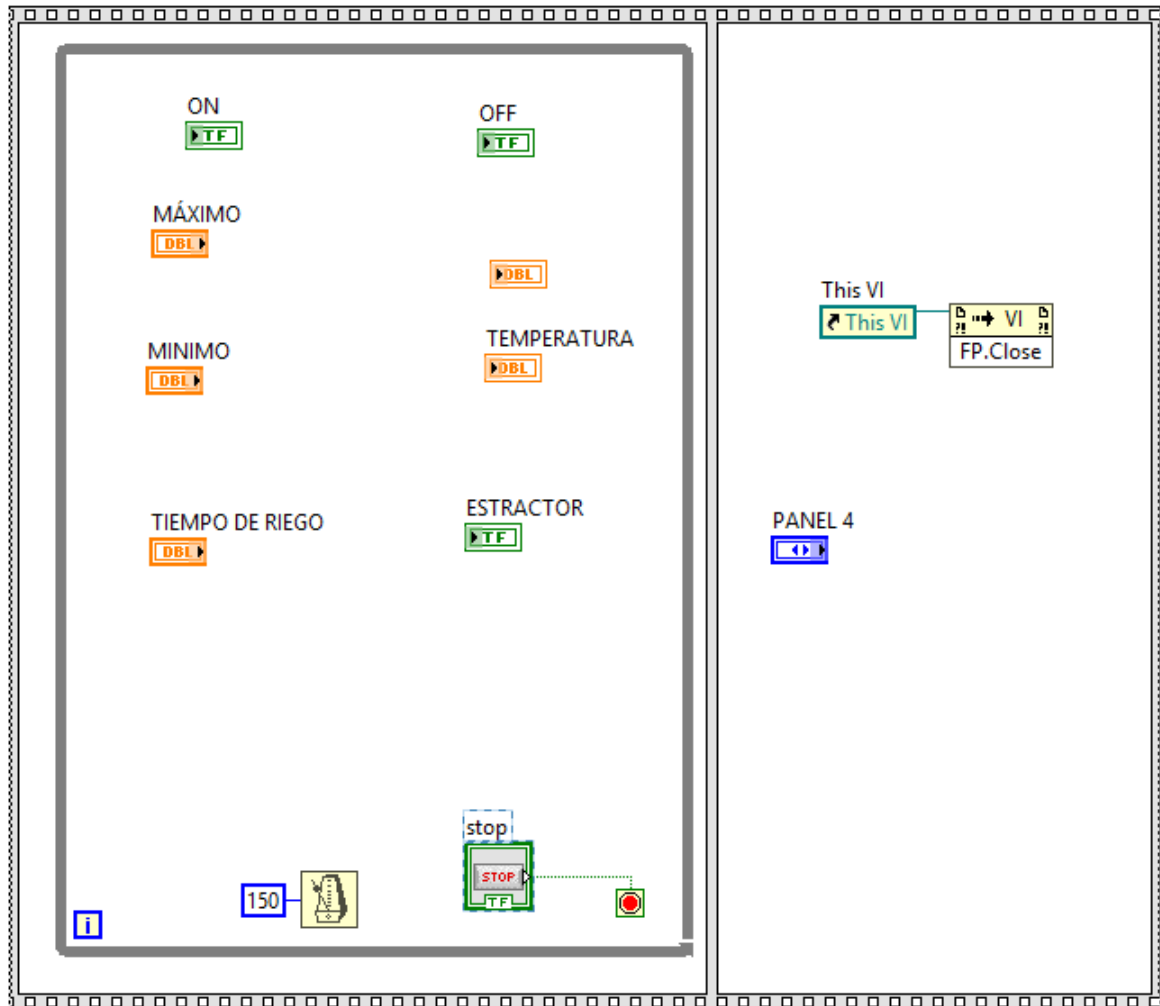 ON
TF
OFF
TF
MÁXIMO
DBL
DBL
MINIMO
DBL
TEMPERATURA
DBL
TIEMPO DE RIEGO
DBL
ESTRACTOR
TF
stop
STOP
TF
150
i
This VI
This VI
VI
?!
?!
FP.Close
PANEL 4